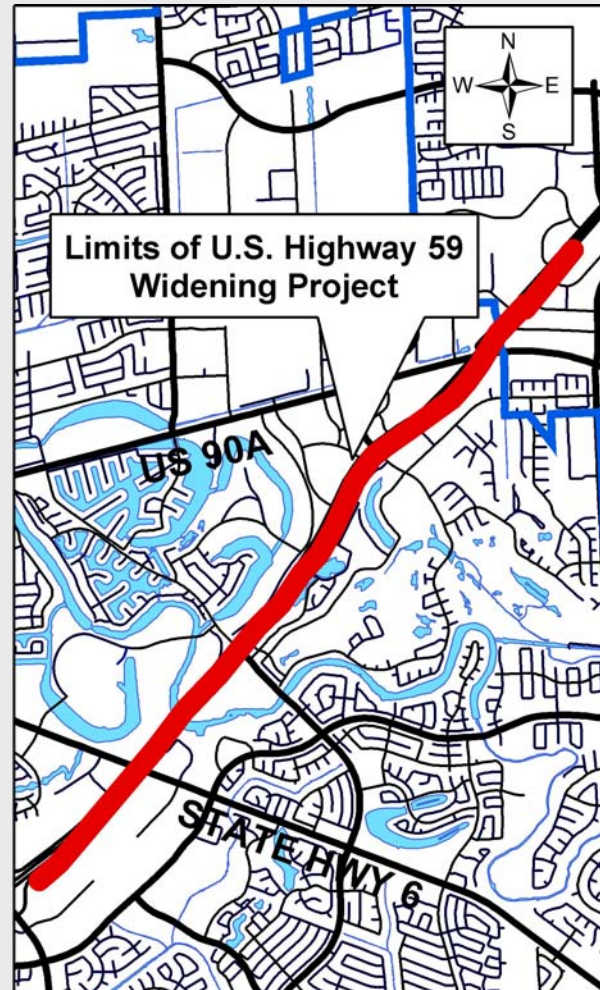 N
W E
S
Limits of U.S. Highway 59
Widening Project
US 90A
STATE HWY 6